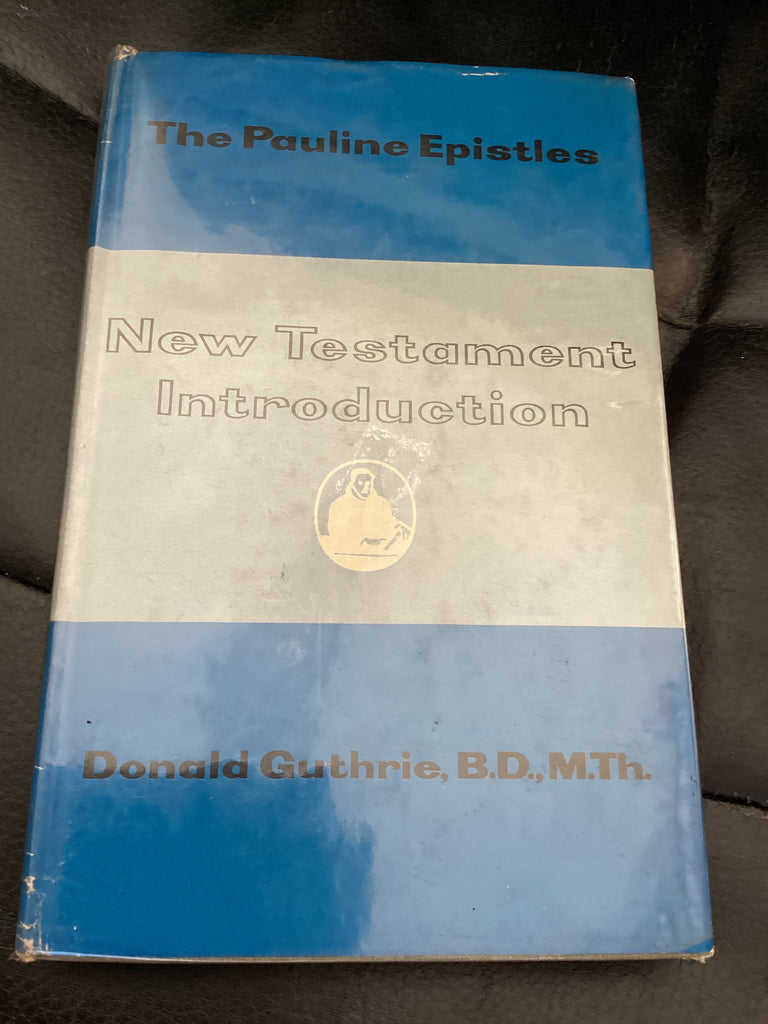 The Pauline Epistles
New Testament
Introduction
Donald Guthrie, B.D., M.Th.